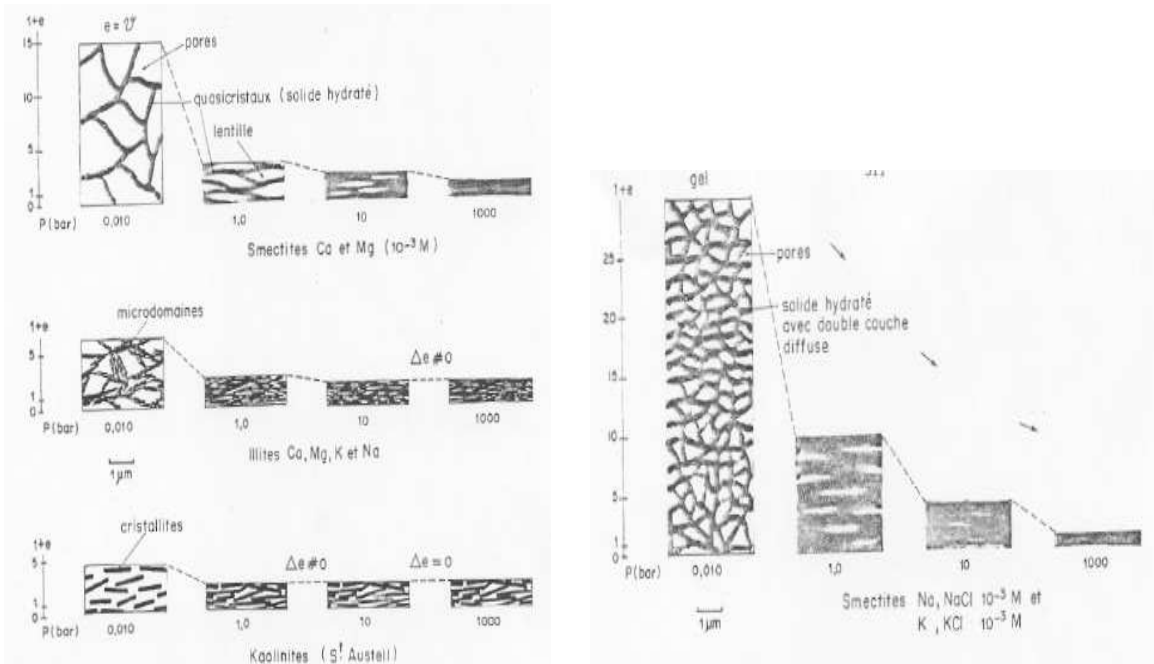 1+e
e = 𝒱
15
pores
10
quasicristaux (solide hydraté)
lentille
5
1
0
P(bar)
0,010
1,0
10
1000
Smectites Ca et Mg (10⁻³ M)
microdomaines
1+e
5
Δe # 0
1
0
P(bar)
0,010
1,0
10
1000
1 µm
Illites Ca, Mg, K et Na
cristallites
1+e
5
Δe # 0
Δe = 0
1
0
P(bar)
0,010
1,0
10
1000
Kaolinites (Sᵗ Austell)
1+e
gel
25
pores
solide hydraté
avec double couche
diffuse
20
10
5
1
0
P(bar)
0,010
1,0
10
1000
1 µm
Smectites Na, NaCl 10⁻³ M et
K, KCl 10⁻³ M